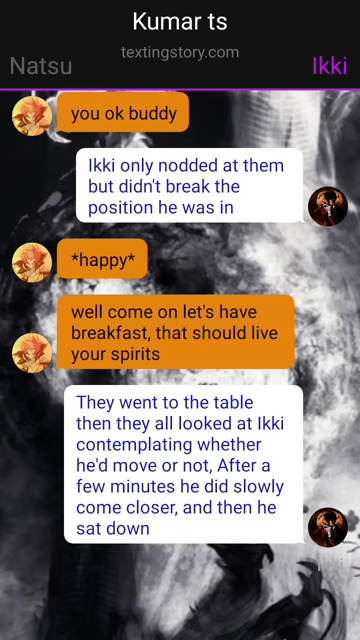 Kumar ts
textingstory.com
Natsu
Ikki
you ok buddy
Ikki only nodded at them
but didn't break the
position he was in
*happy*
well come on let's have
breakfast, that should live
your spirits
They went to the table
then they all looked at Ikki
contemplating whether
he'd move or not, After a
few minutes he did slowly
come closer, and then he
sat down